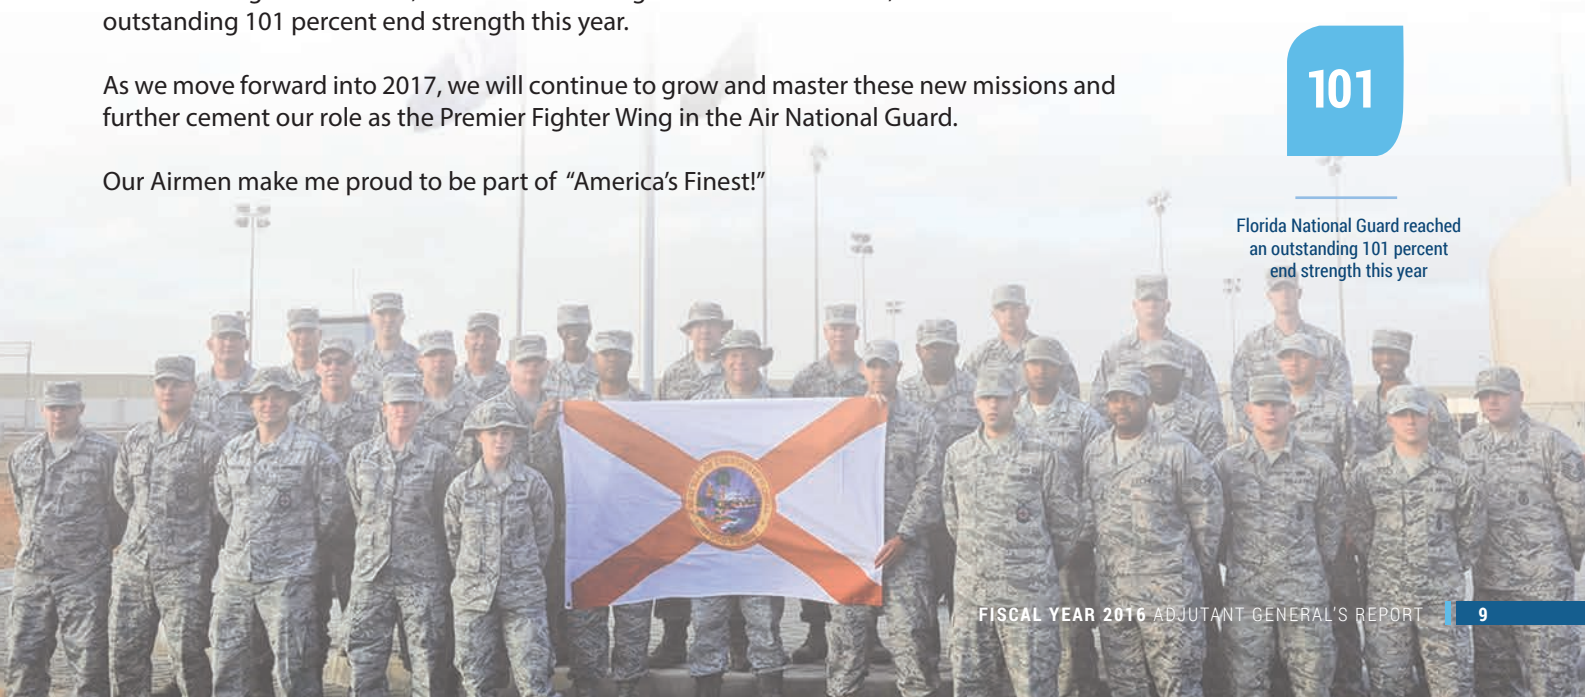 outstanding 101 percent end strength this year.
As we move forward into 2017, we will continue to grow and master these new missions and
further cement our role as the Premier Fighter Wing in the Air National Guard.
Our Airmen make me proud to be part of “America’s Finest!”
101
Florida National Guard reached
an outstanding 101 percent
end strength this year
FISCAL YEAR 2016 ADJUTANT GENERAL’S REPORT 9